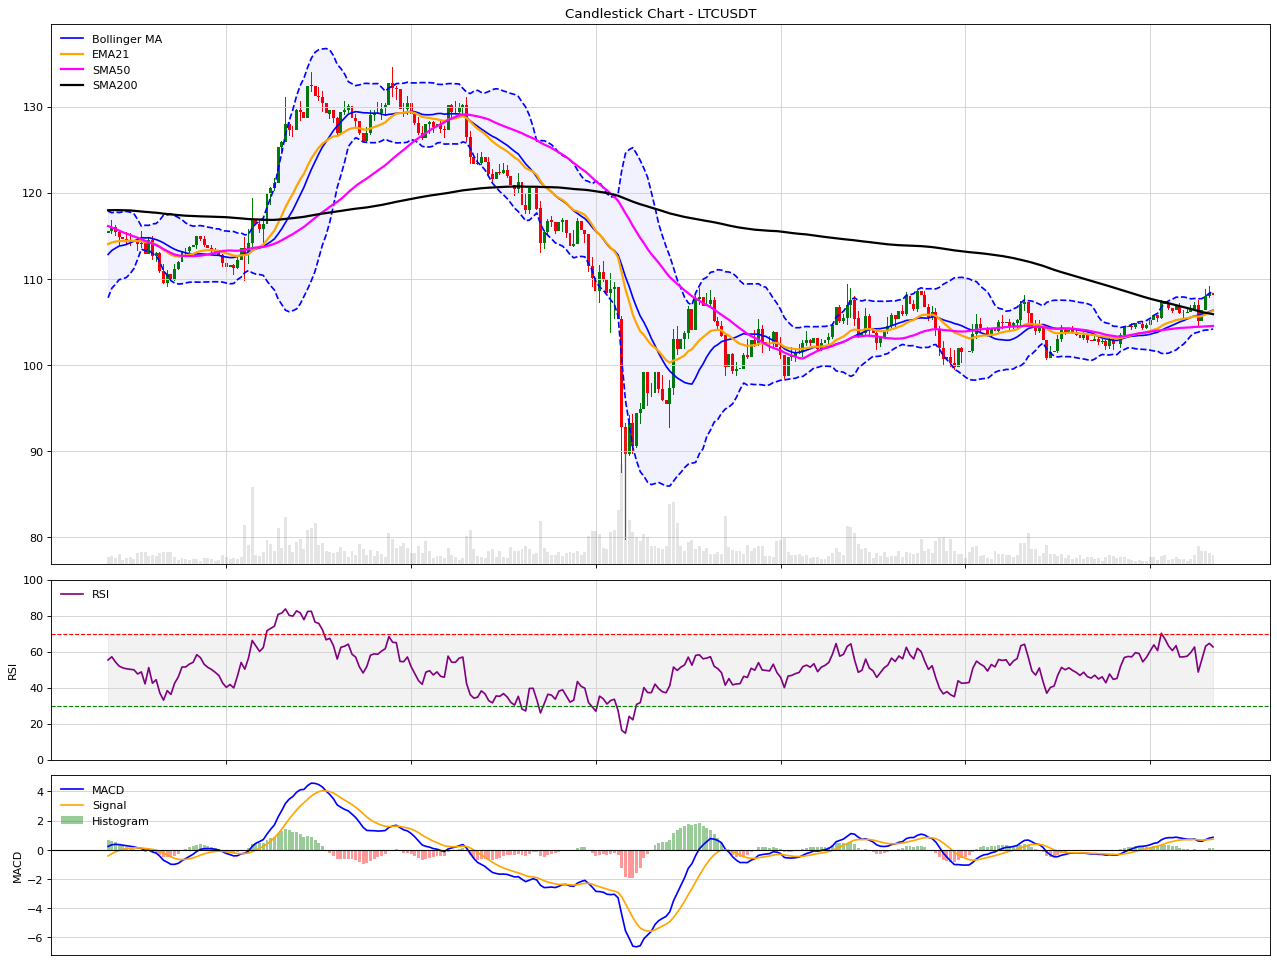 Candlestick Chart - LTCUSDT
Bollinger MA
EMA21
SMA50
SMA200
130
120
110
100
90
80
100
80
60
40
20
0
RSI
RSI
4
2
0
−2
−4
−6
MACD
MACD
Signal
Histogram